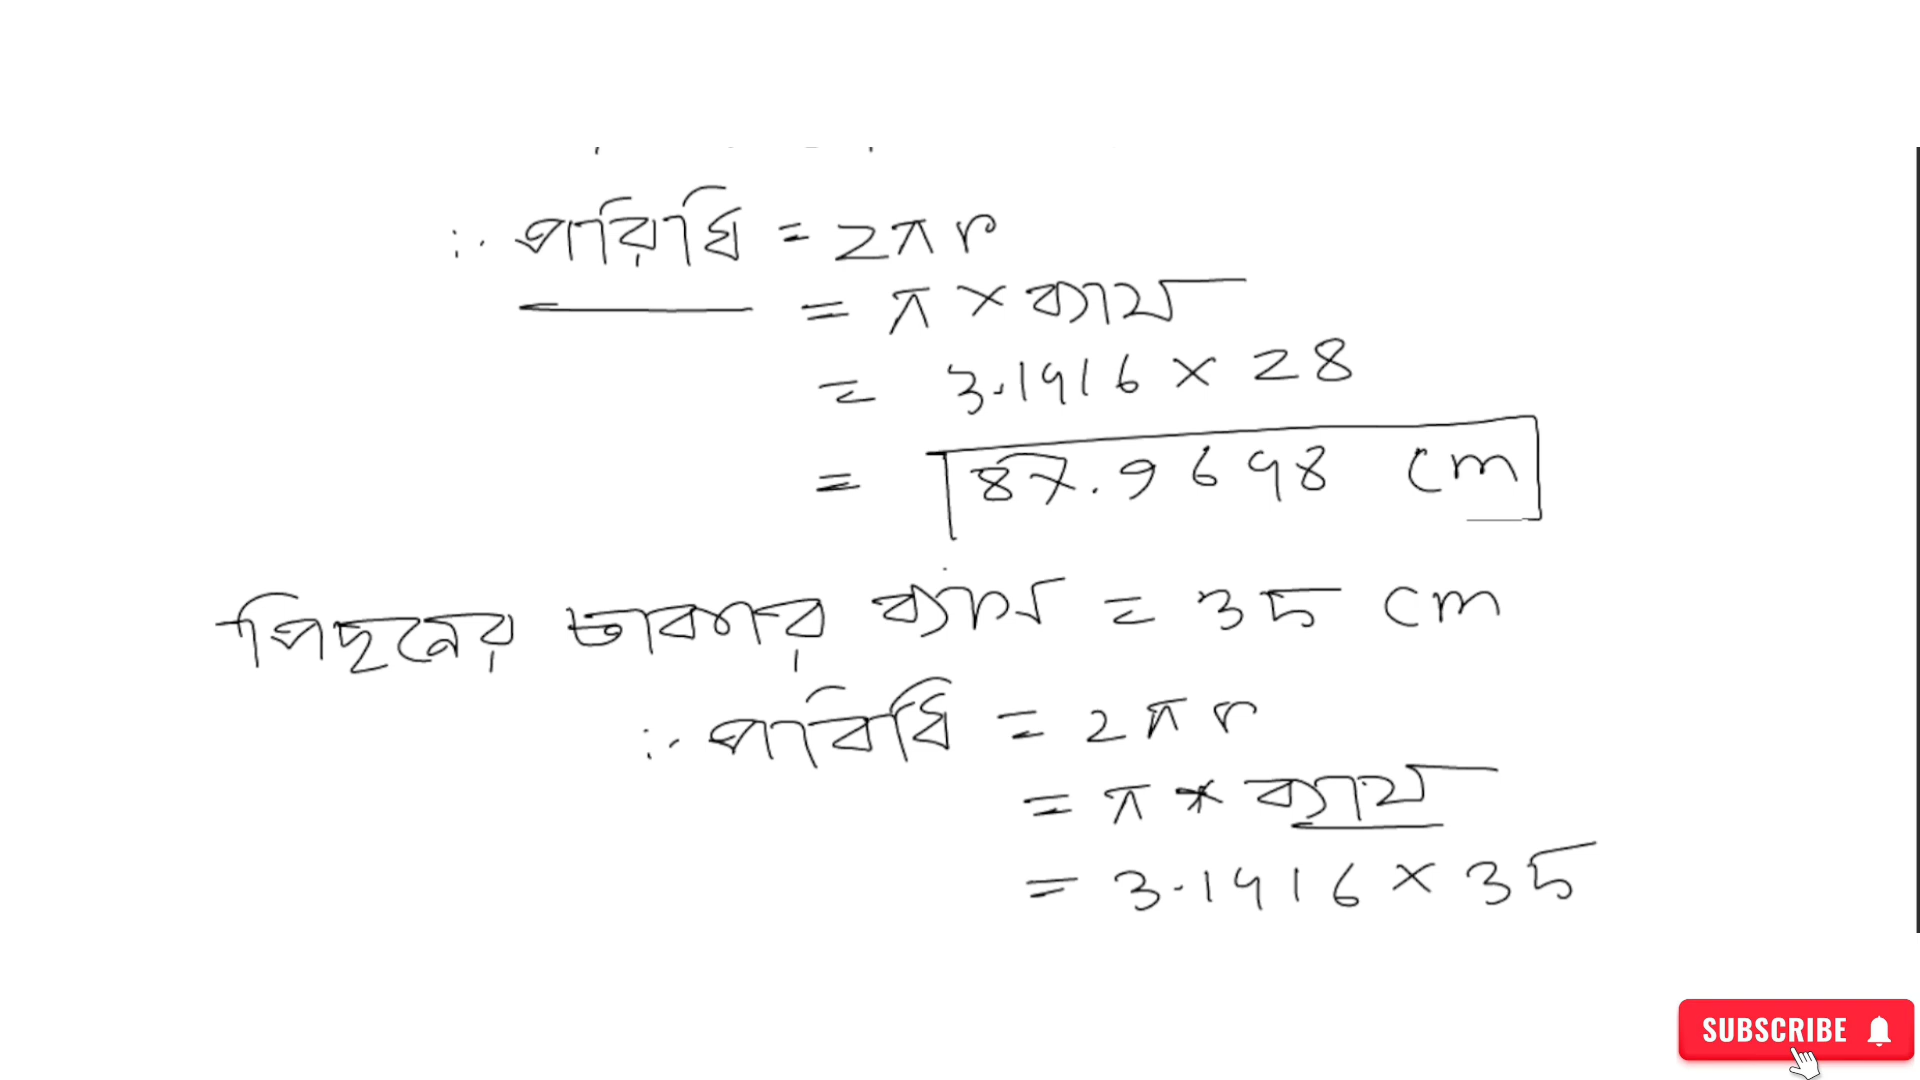 ∴ পরিধি = 2πr
= π × ব্যাস
= 3.1416 × 28
= 87.9648 cm
পিছনের চাকার ব্যাস = 35 cm
∴ পরিধি = 2πr
= π * ব্যাস
= 3.1416 × 35
SUBSCRIBE